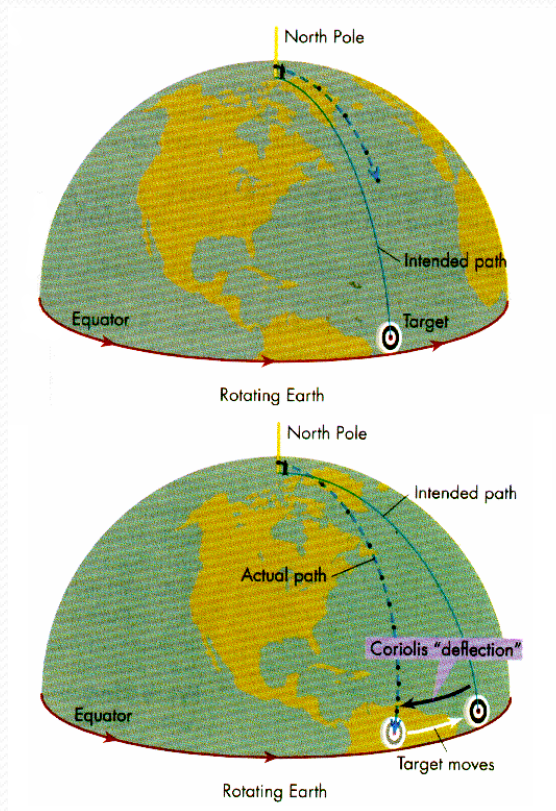 North Pole
Intended path
Equator
Target
Rotating Earth
North Pole
Intended path
Actual path
Coriolis "deflection"
Equator
Target moves
Rotating Earth